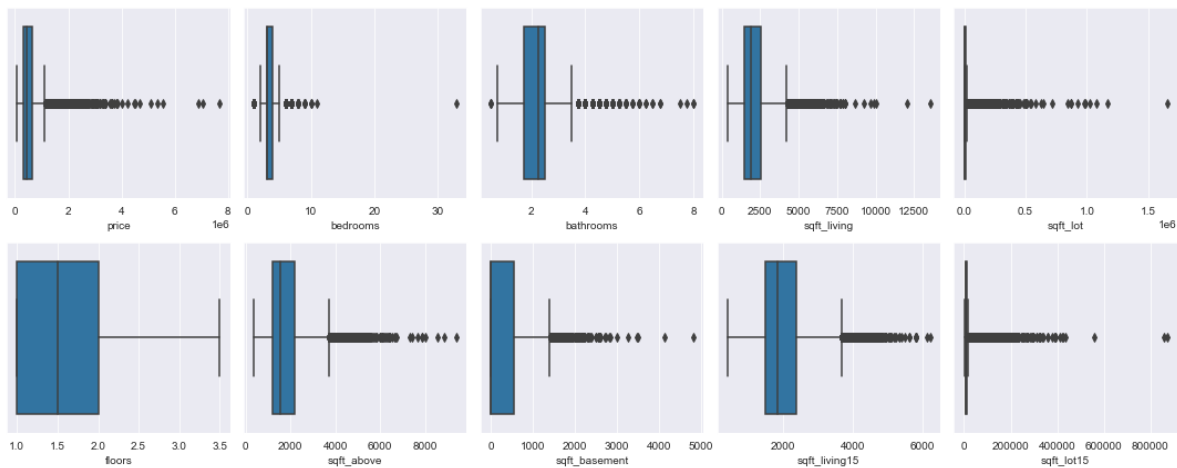 0 2 4 6 8
1e6
price
0 10 20 30
bedrooms
2 4 6 8
bathrooms
0 2500 5000 7500 10000 12500
sqft_living
0.0 0.5 1.0 1.5
1e6
sqft_lot
1.0 1.5 2.0 2.5 3.0 3.5
floors
0 2000 4000 6000 8000
sqft_above
0 1000 2000 3000 4000 5000
sqft_basement
2000 4000 6000
sqft_living15
0 200000 400000 600000 800000
sqft_lot15